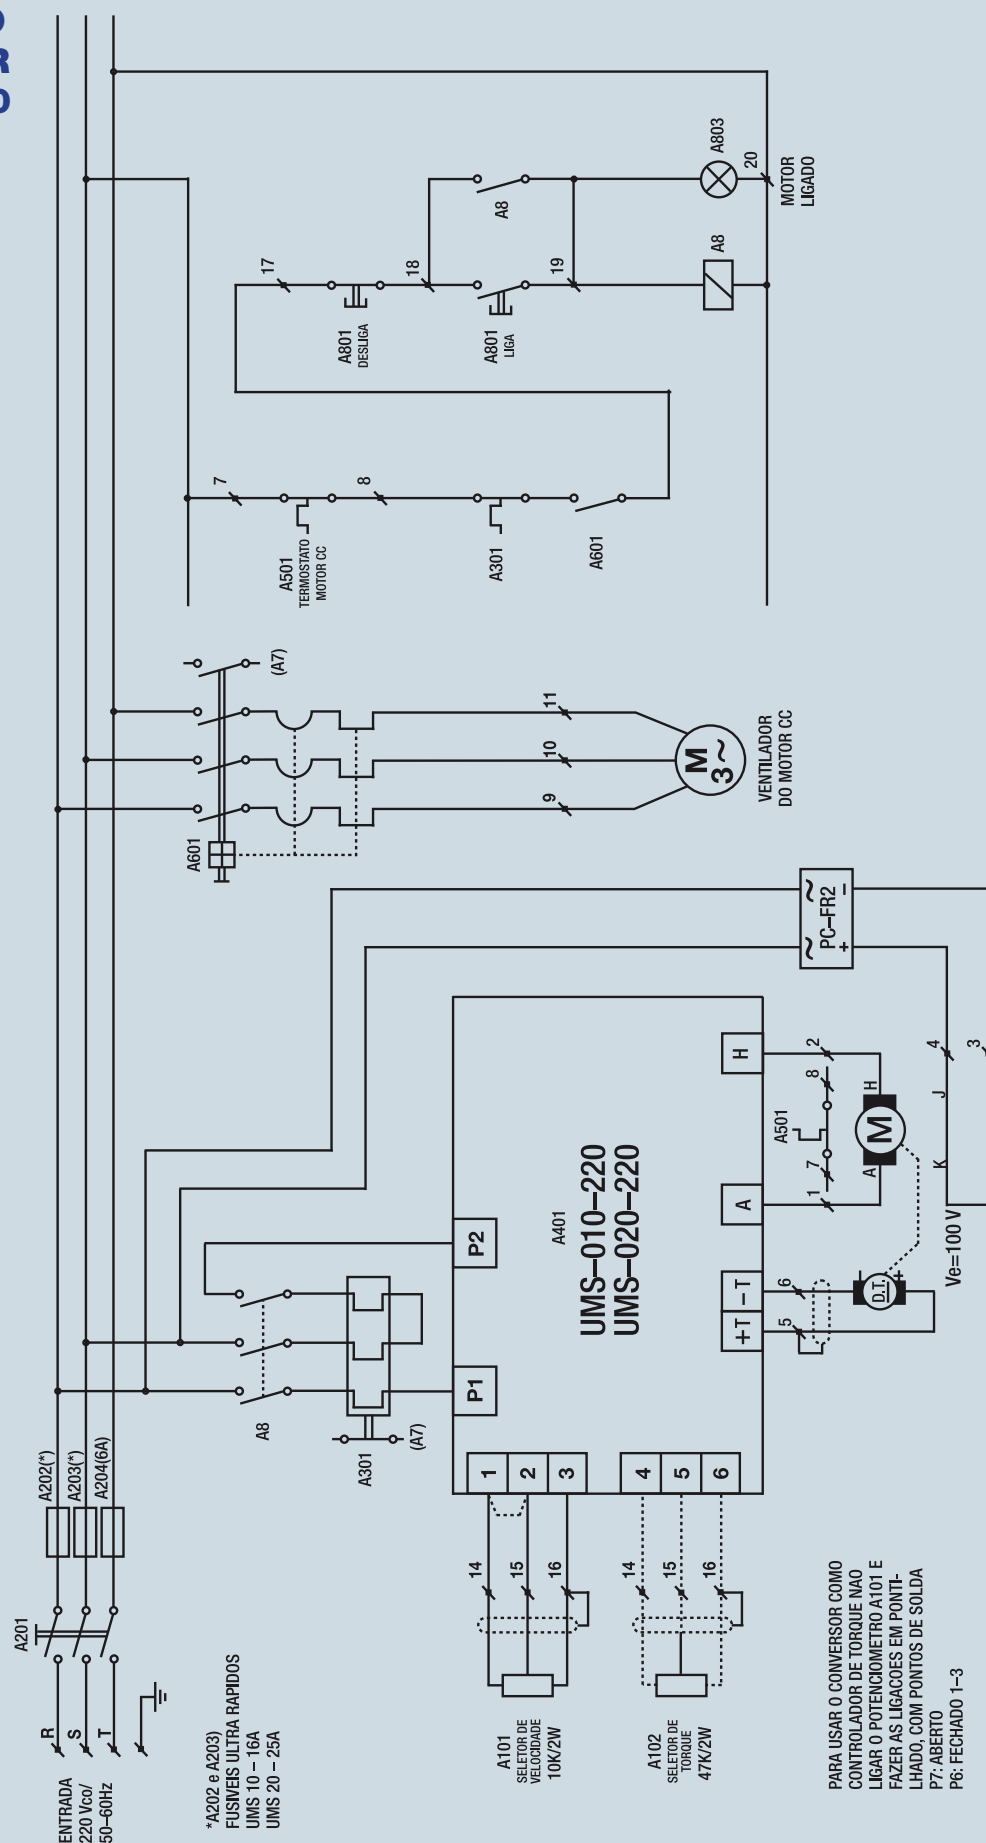 O
R
O
ENTRADA
220 Vco/
50–60Hz
R
S
T
A201
A202(*)
A203(*)
A204(6A)
*A202 e A203)
FUSIVEIS ULTRA RAPIDOS
UMS 10 – 16A
UMS 20 – 25A
A8
A301
(A7)
P1
P2
A401
UMS–010–220
UMS–020–220
1
2
3
4
5
6
+T
–T
A
H
14
15
16
A101
SELETOR DE
VELOCIDADE
10K/2W
14
15
16
A102
SELETOR DE
TORQUE
47K/2W
5
6
D.T.
–
+
1
7
A501
8
2
A
M
H
Ve=100 V
K
J
4
3
~ ~
PC–FR2
+ –
A601
(A7)
9
10
11
M
3~
VENTILADOR
DO MOTOR CC
7
A501
TERMOSTATO
MOTOR CC
8
A301
A601
17
A801
DESLIGA
18
A801
LIGA
19
A8
A8
A803
20
MOTOR
LIGADO
PARA USAR O CONVERSOR COMO
CONTROLADOR DE TORQUE NAO
LIGAR O POTENCIOMETRO A101 E
FAZER AS LIGACOES EM PONTI-
LHADO, COM PONTOS DE SOLDA
P7: ABERTO
P6: FECHADO 1–3